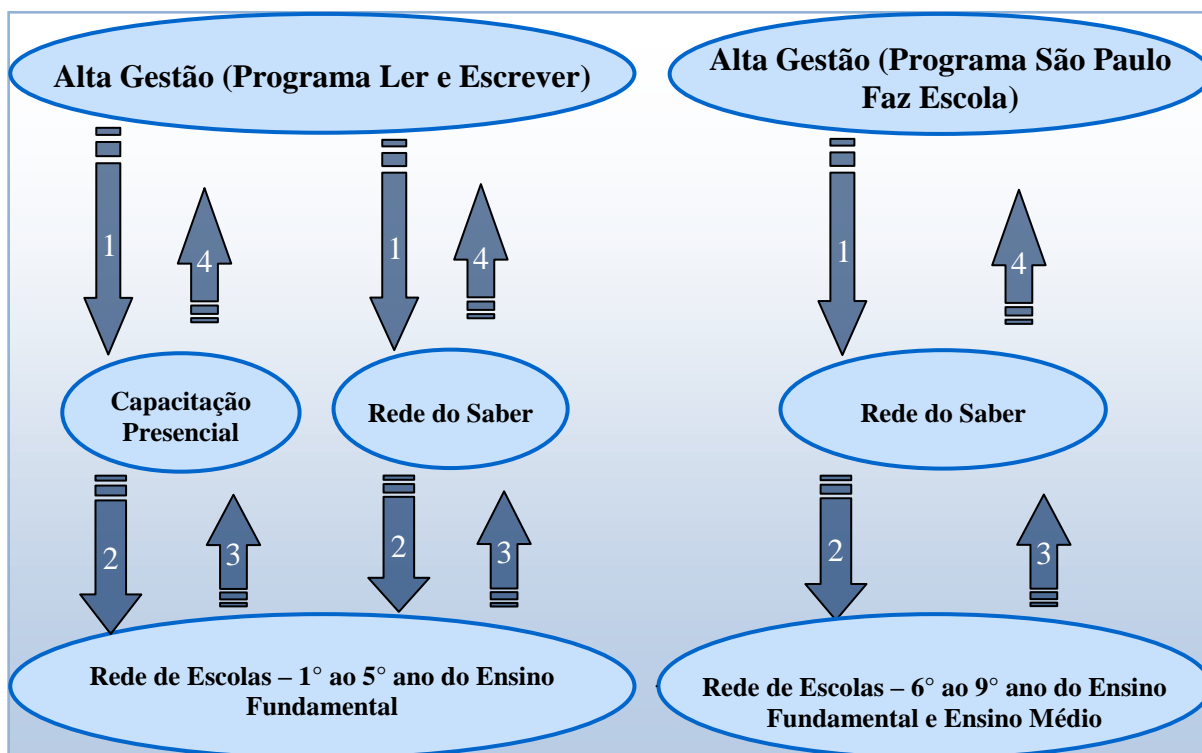 Alta Gestão (Programa Ler e Escrever)
Alta Gestão (Programa São Paulo
Faz Escola)
1
4
1
4
1
4
Capacitação
Presencial
Rede do Saber
Rede do Saber
2
3
2
3
2
3
Rede de Escolas – 1° ao 5° ano do Ensino
Fundamental
Rede de Escolas – 6° ao 9° ano do Ensino
Fundamental e Ensino Médio